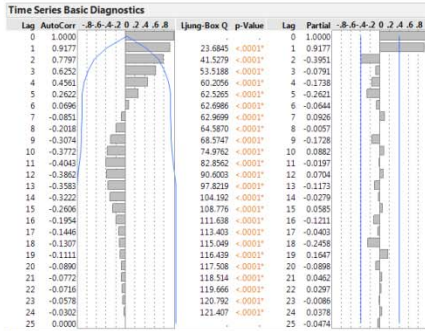 Time Series Basic Diagnostics
Lag AutoCorr -.8-.6-.4-.2 0 .2 .4 .6 .8 Ljung-Box Q p-Value Lag Partial -.8-.6-.4-.2 0 .2 .4 .6 .8
0 1.0000 . . 0 1.0000
1 0.9177 23.6845 <.0001* 1 0.9177
2 0.7797 41.5279 <.0001* 2 -0.3951
3 0.6252 53.5188 <.0001* 3 -0.0791
4 0.4561 60.2056 <.0001* 4 -0.1738
5 0.2622 62.5265 <.0001* 5 -0.2621
6 0.0696 62.6986 <.0001* 6 -0.0644
7 -0.0851 62.9699 <.0001* 7 0.0926
8 -0.2018 64.5870 <.0001* 8 -0.0057
9 -0.3074 68.5747 <.0001* 9 -0.1728
10 -0.3772 74.9762 <.0001* 10 0.0882
11 -0.4043 82.8562 <.0001* 11 -0.0197
12 -0.3862 90.6003 <.0001* 12 0.0704
13 -0.3583 97.8219 <.0001* 13 -0.1173
14 -0.3222 104.192 <.0001* 14 -0.0279
15 -0.2606 108.776 <.0001* 15 0.0585
16 -0.1954 111.638 <.0001* 16 -0.1211
17 -0.1446 113.403 <.0001* 17 -0.0403
18 -0.1307 115.049 <.0001* 18 -0.2458
19 -0.1111 116.439 <.0001* 19 0.1647
20 -0.0890 117.508 <.0001* 20 -0.0898
21 -0.0772 118.514 <.0001* 21 0.0462
22 -0.0716 119.666 <.0001* 22 0.0297
23 -0.0578 120.792 <.0001* 23 -0.0086
24 -0.0302 121.407 <.0001* 24 0.0378
25 0.0000 . . 25 -0.0474